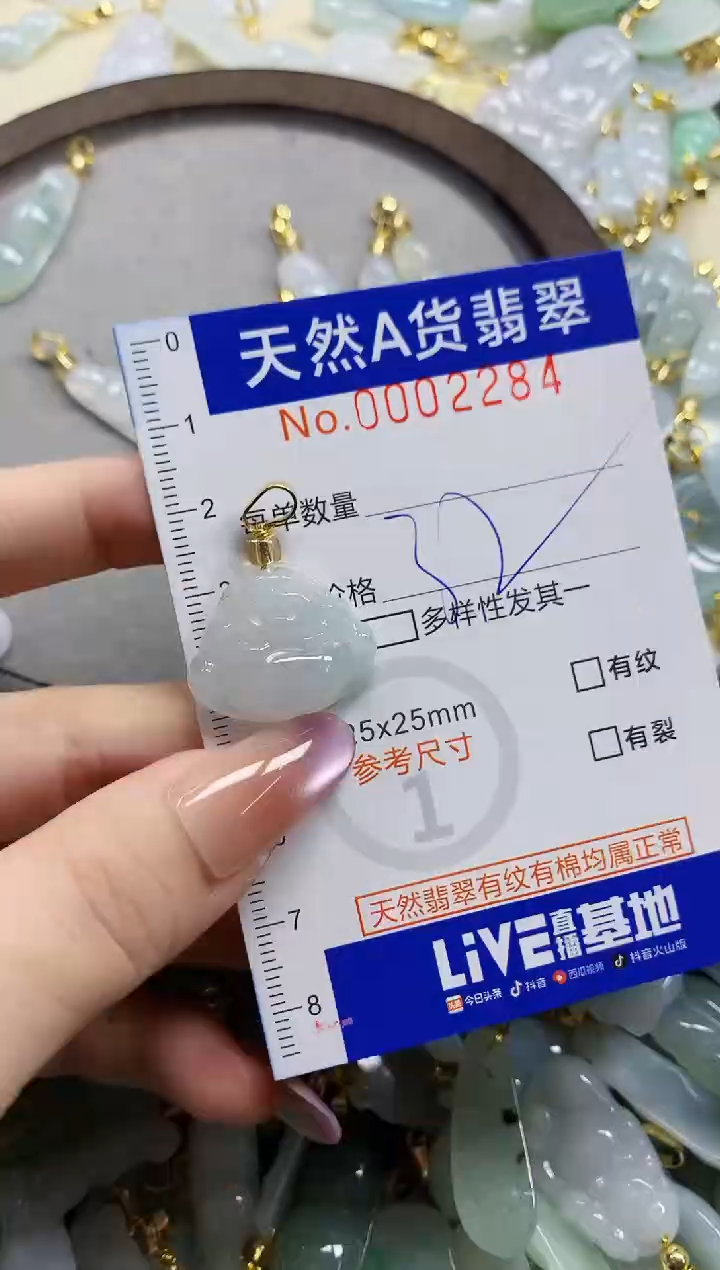 天然A货翡翠
No.0002284
0
1
2
每单数量
价格
多样性发其一
有纹
25x25mm
有裂
参考尺寸
1
天然翡翠有纹有棉均属正常
7
LiVE直播基地
今日头条 抖音 西瓜视频 抖音火山版
8